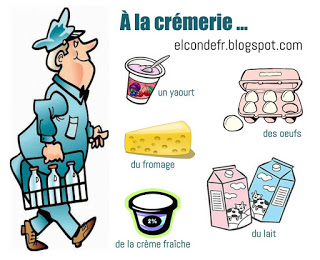 À la crémerie ...
elcondefr.blogspot.com
un yaourt
des oeufs
du fromage
2%
de la crème fraîche
du lait